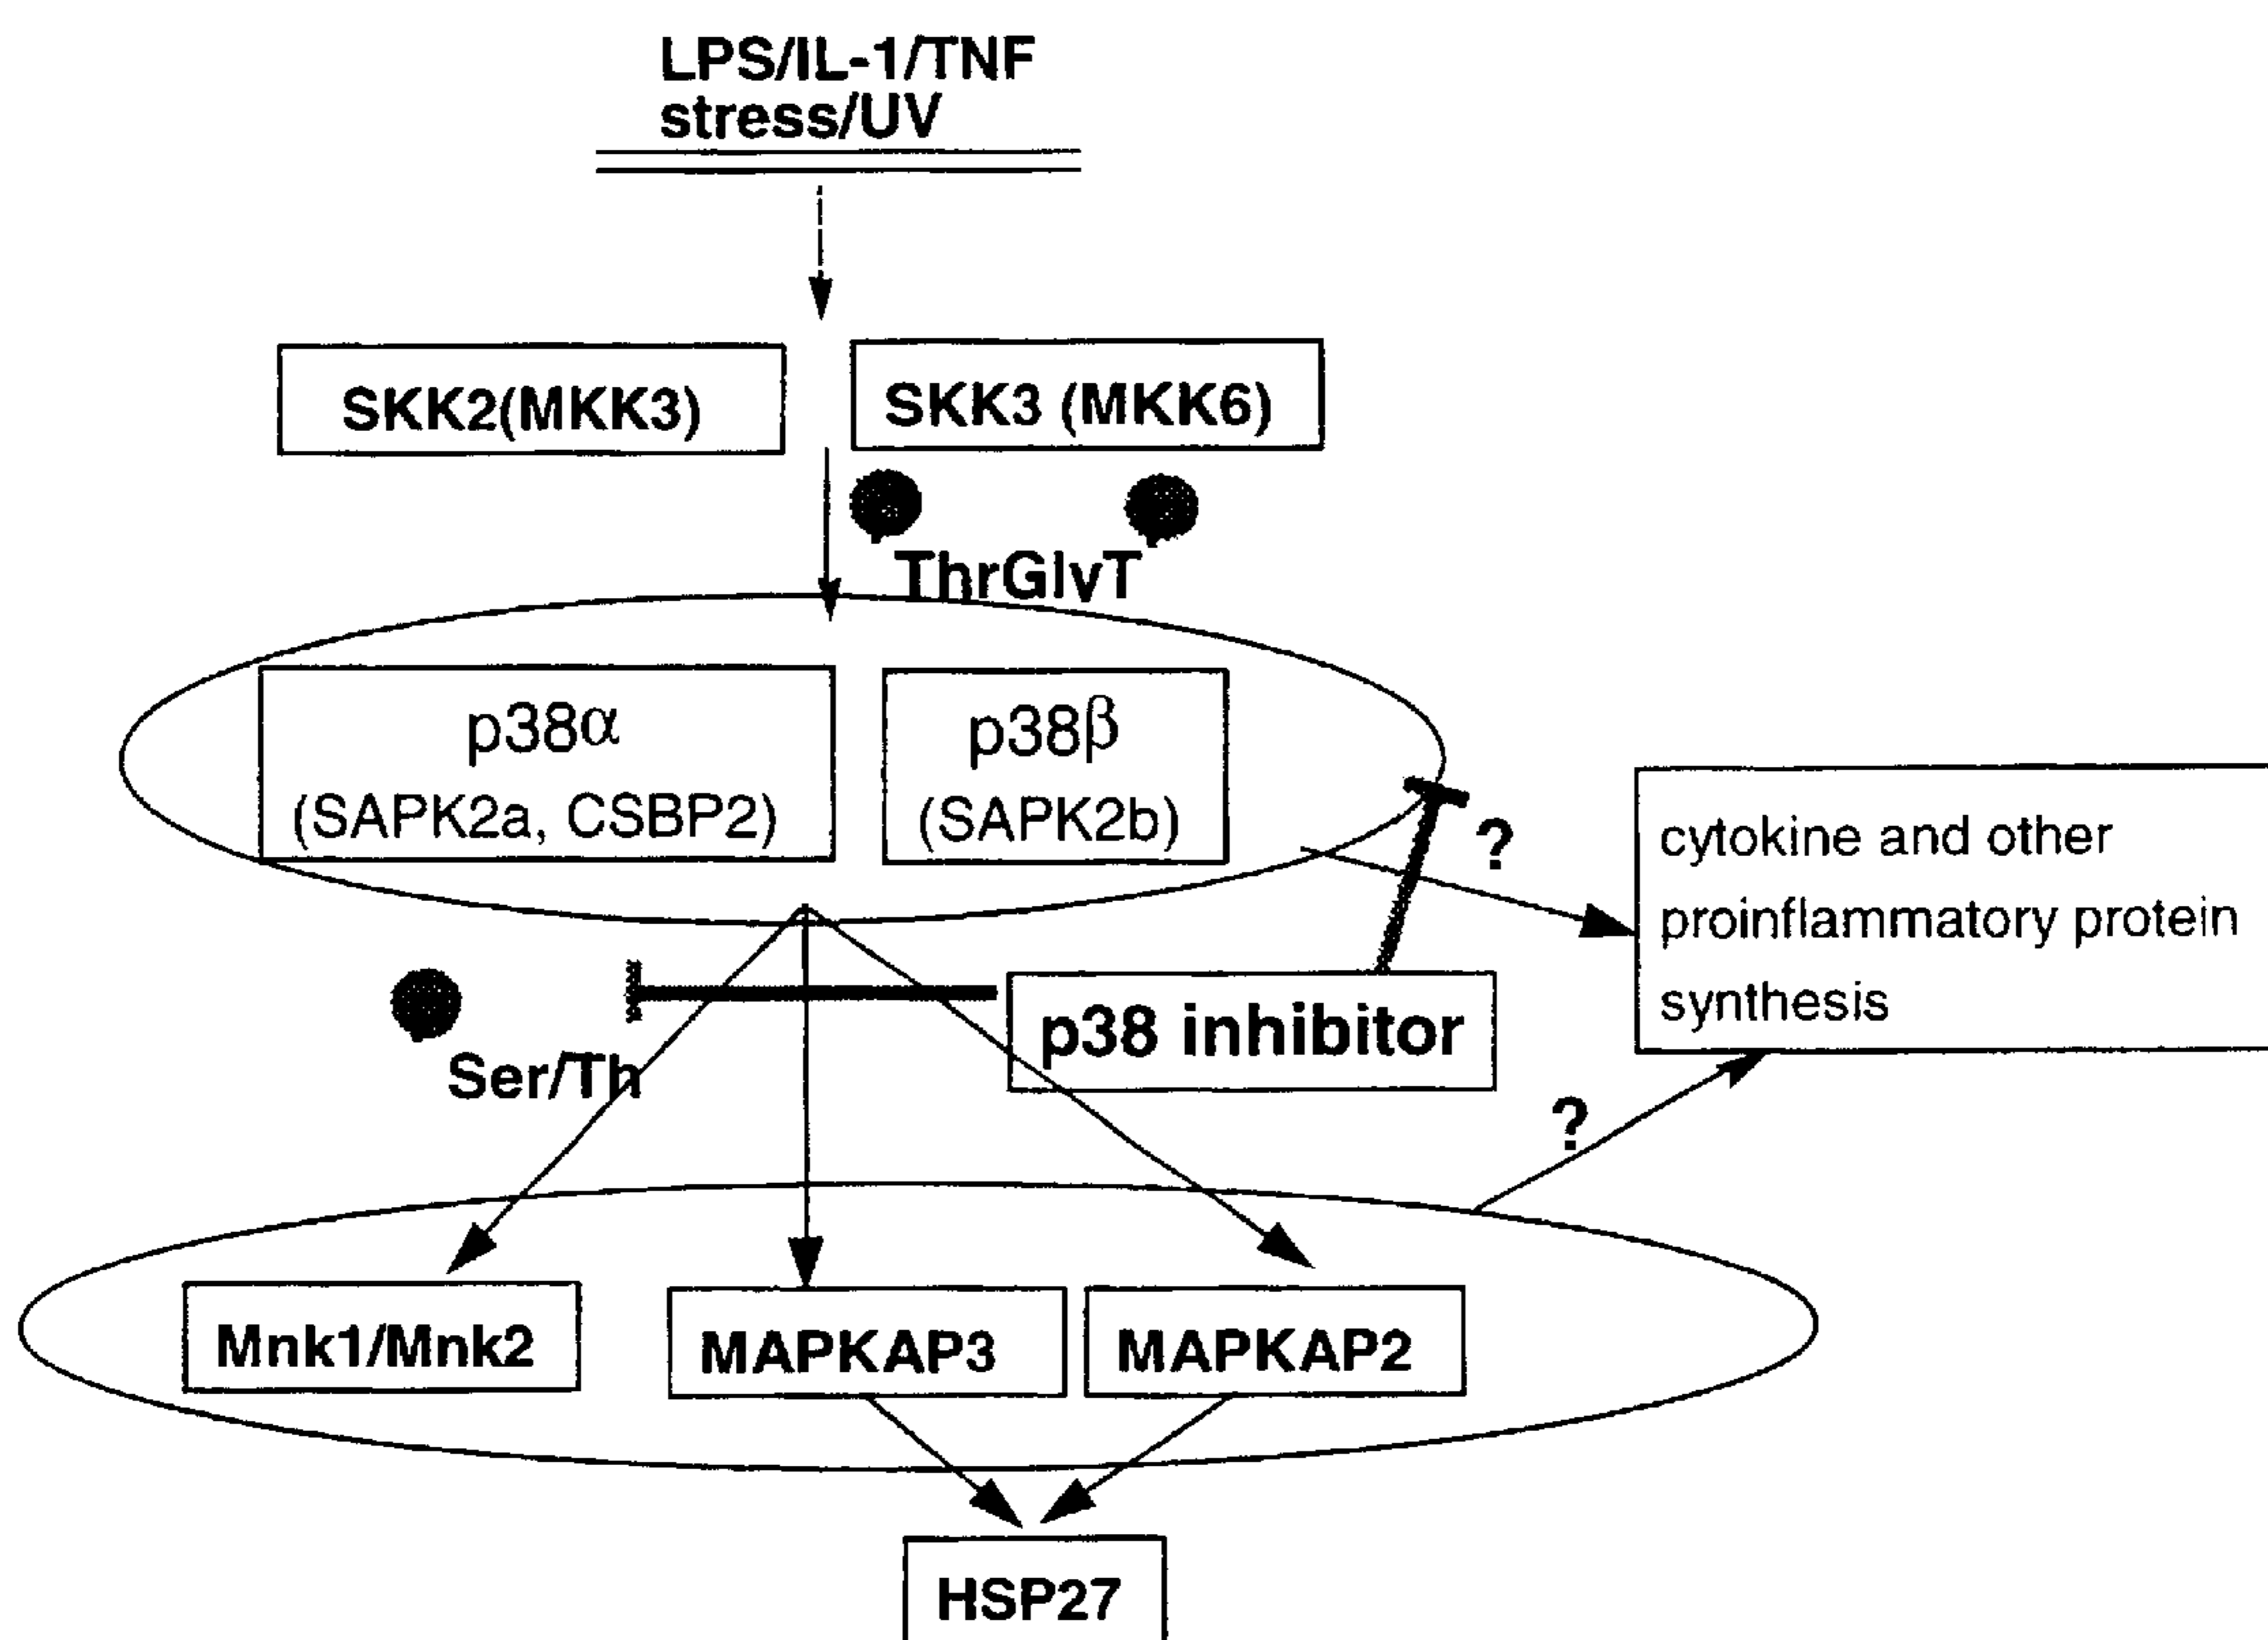 LPS/IL-1/TNF
stress/UV
SKK2(MKK3)
SKK3 (MKK6)
ThrGlyT
p38α
(SAPK2a, CSBP2)
p38β
(SAPK2b)
?
cytokine and other
proinflammatory protein
synthesis
p38 inhibitor
Ser/Th
?
Mnk1/Mnk2
MAPKAP3
MAPKAP2
HSP27